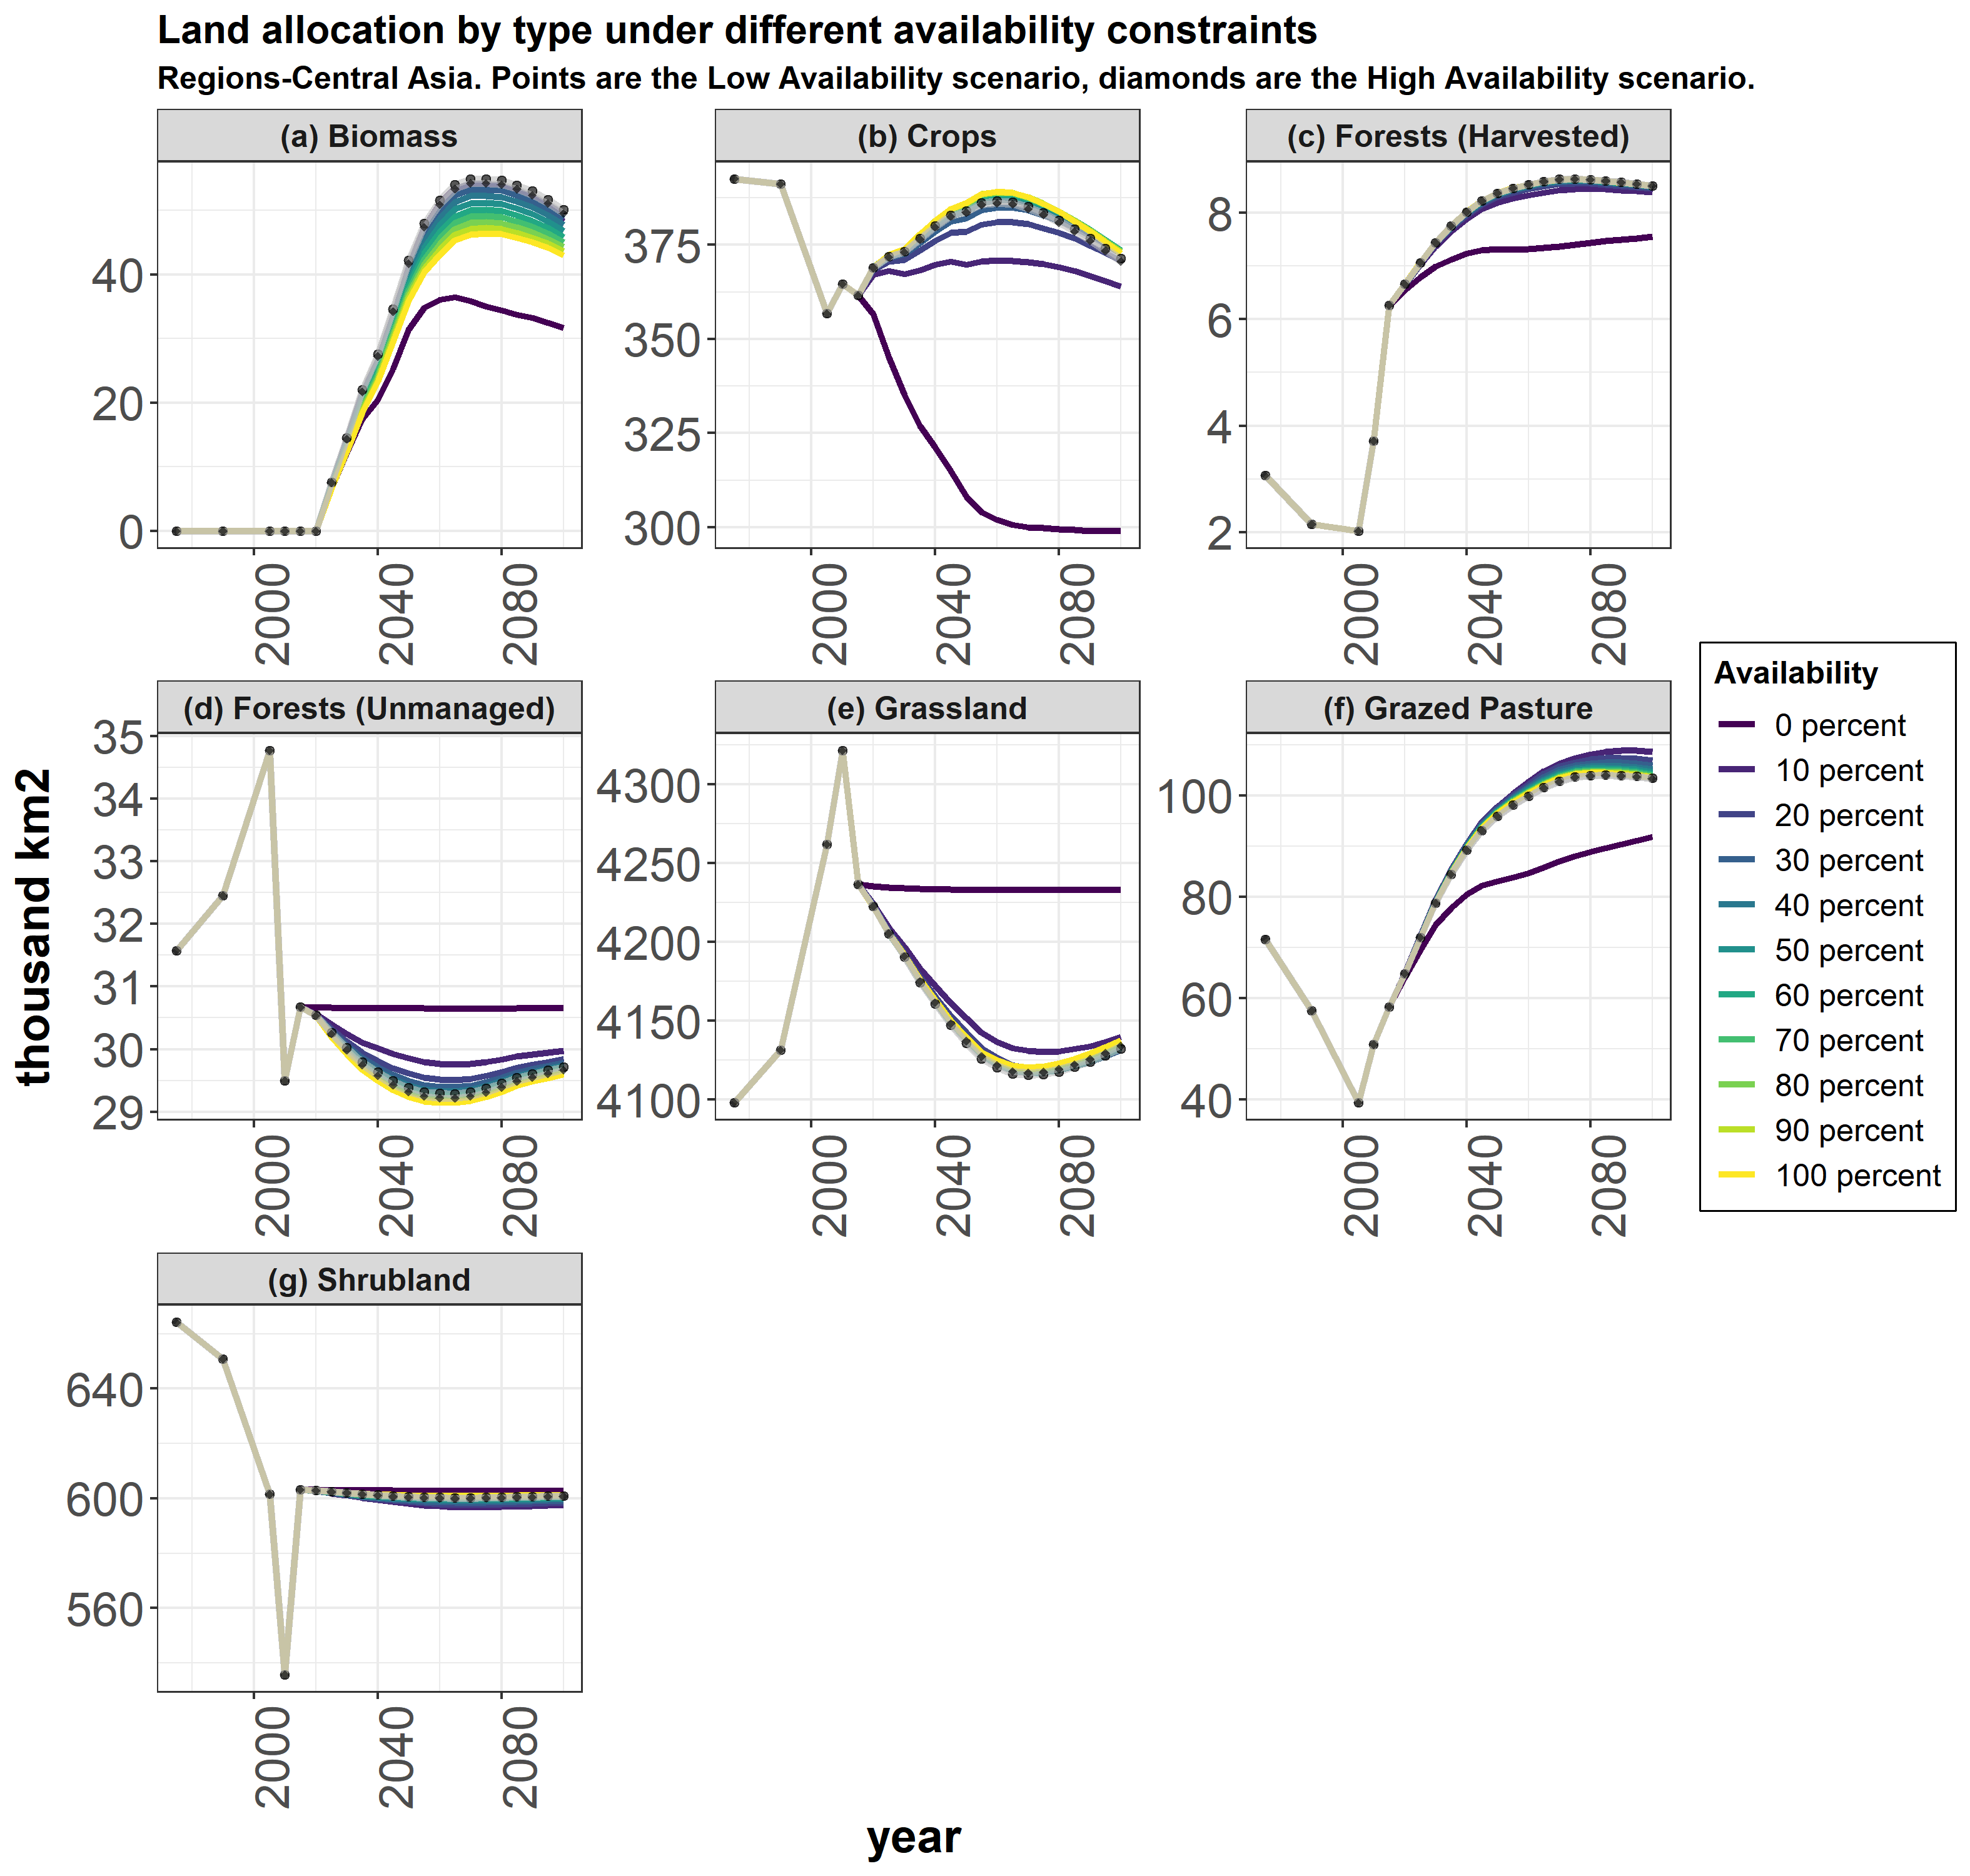 Land allocation by type under different availability constraints
Regions-Central Asia. Points are the Low Availability scenario, diamonds are the High Availability scenario.
(a) Biomass
(b) Crops
(c) Forests (Harvested)
40
20
0
375
350
325
300
8
6
4
2
2000
2040
2080
2000
2040
2080
2000
2040
2080
(d) Forests (Unmanaged)
(e) Grassland
(f) Grazed Pasture
35
34
33
32
31
30
29
4300
4250
4200
4150
4100
100
80
60
40
2000
2040
2080
2000
2040
2080
2000
2040
2080
(g) Shrubland
640
600
560
2000
2040
2080
thousand km2
year
Availability
0 percent
10 percent
20 percent
30 percent
40 percent
50 percent
60 percent
70 percent
80 percent
90 percent
100 percent